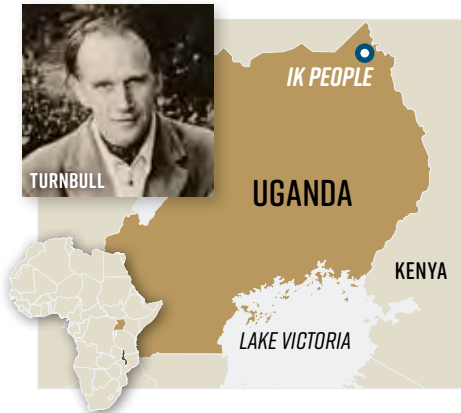 TURNBULL
IK PEOPLE
UGANDA
KENYA
LAKE VICTORIA